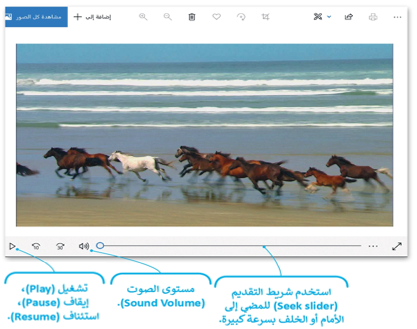 مشاهدة كل الصور
إضافة إلى
تشغيل (Play)،
إيقاف (Pause)،
استئناف (Resume).
مستوى الصوت
(Sound Volume).
استخدم شريط التقديم
(Seek slider) للمضي إلى
الأمام أو الخلف بسرعة كبيرة.